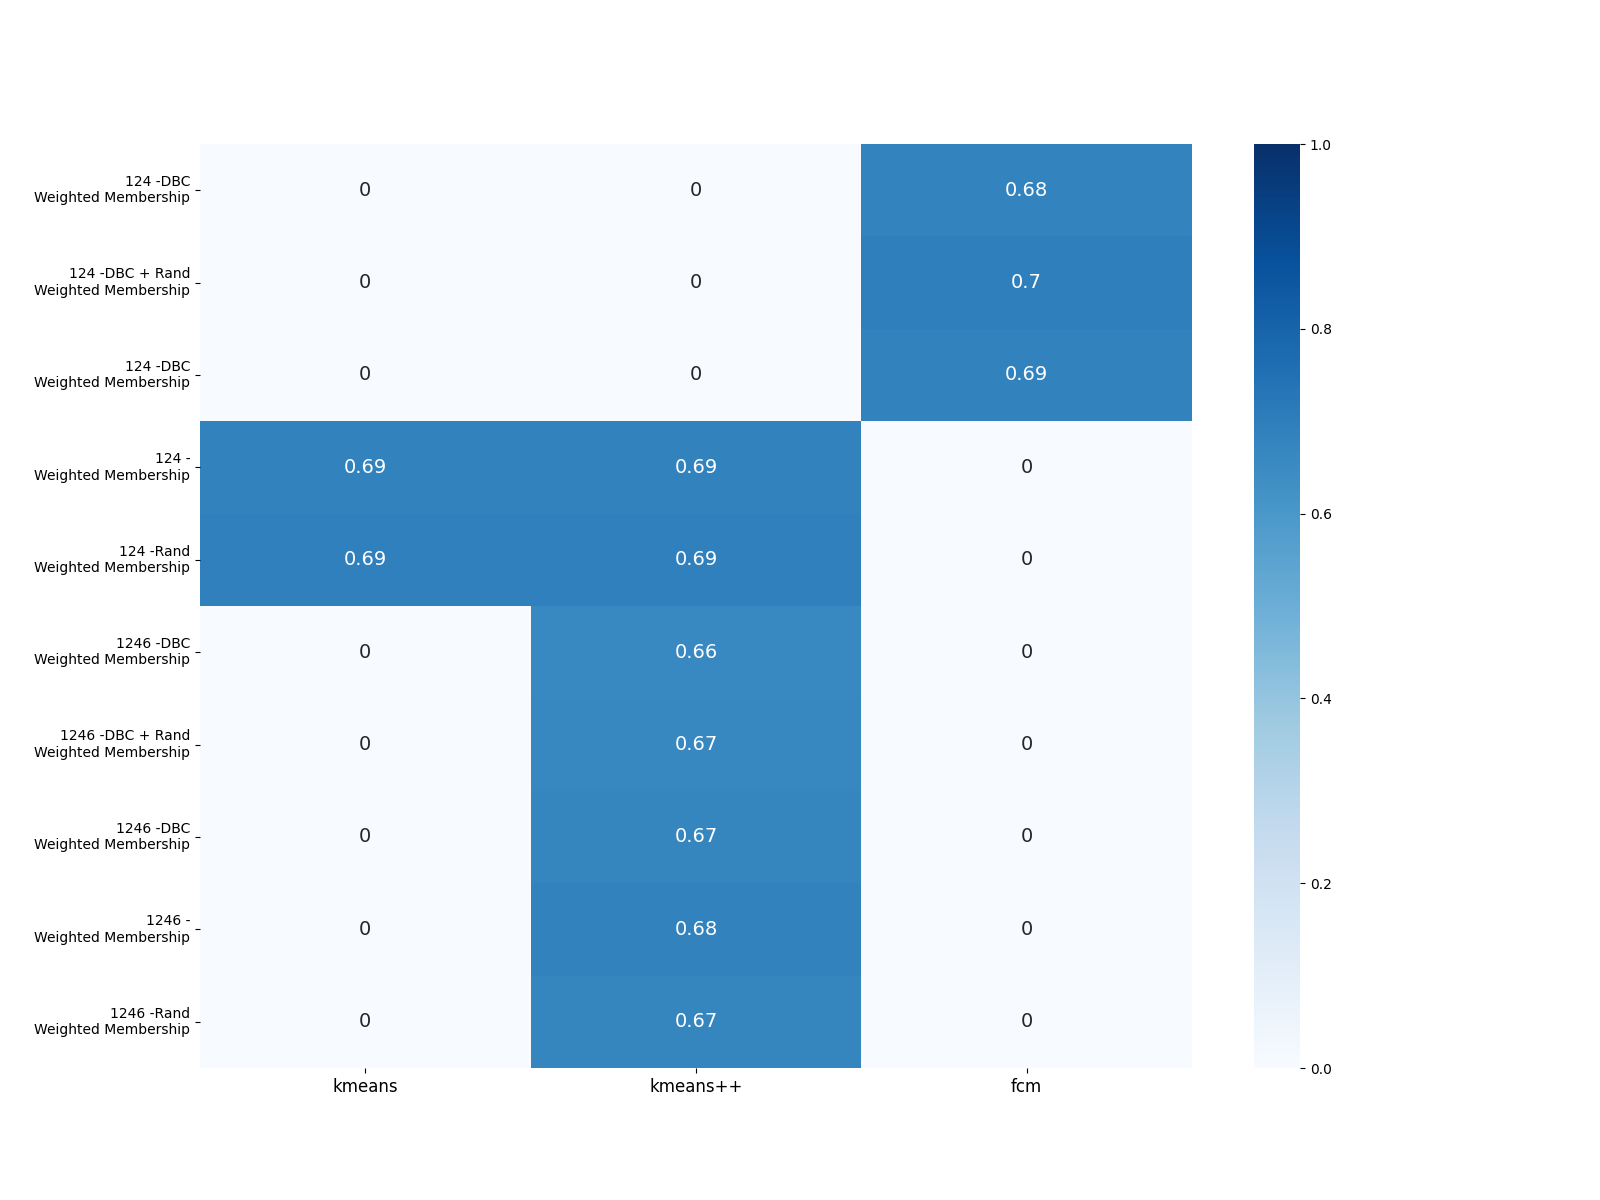 124 -DBC
Weighted Membership
0
0
0.68
124 -DBC + Rand
Weighted Membership
0
0
0.7
124 -DBC
Weighted Membership
0
0
0.69
124 -
Weighted Membership
0.69
0.69
0
124 -Rand
Weighted Membership
0.69
0.69
0
1246 -DBC
Weighted Membership
0
0.66
0
1246 -DBC + Rand
Weighted Membership
0
0.67
0
1246 -DBC
Weighted Membership
0
0.67
0
1246 -
Weighted Membership
0
0.68
0
1246 -Rand
Weighted Membership
0
0.67
0
kmeans
kmeans++
fcm
1.0
0.8
0.6
0.4
0.2
0.0